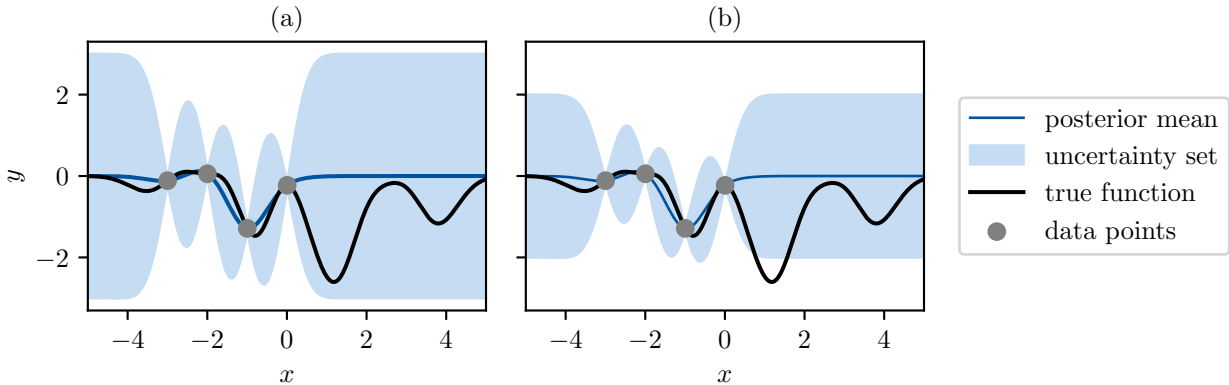 (a)
(b)
2
0
−2
y
−4
−2
0
2
4
x
−4
−2
0
2
4
x
posterior mean
uncertainty set
true function
data points